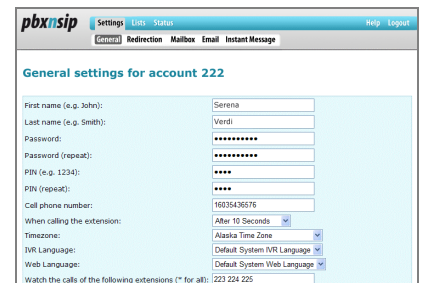 pbxnsip Settings Lists Status Help Logout
General Redirection Mailbox Email Instant Message
General settings for account 222
First name (e.g. John): Serena
Last name (e.g. Smith): Verdi
Password: ••••••••••
Password (repeat): ••••••••••
PIN (e.g. 1234): ••••
PIN (repeat): ••••
Cell phone number: 16035436576
When calling the extension: After 10 Seconds
Timezone: Alaska Time Zone
IVR Language: Default System IVR Language
Web Language: Default System Web Language
Watch the calls of the following extensions (* for all): 223 224 225